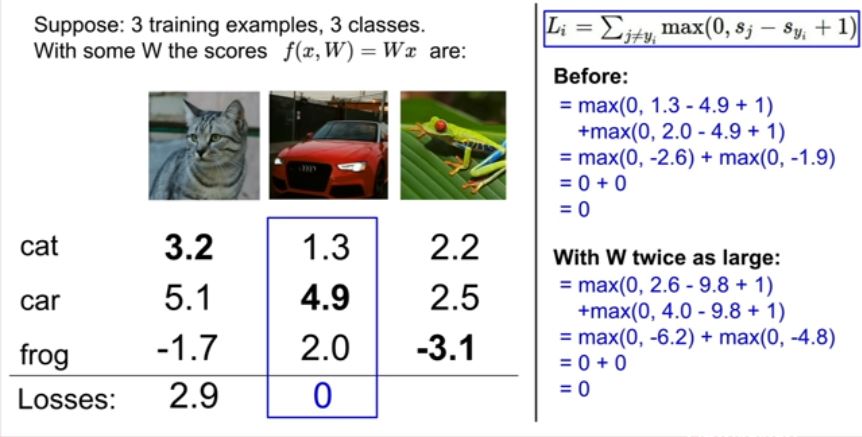 Suppose: 3 training examples, 3 classes.
With some W the scores f(x, W) = Wx are:
cat 3.2 1.3 2.2
car 5.1 4.9 2.5
frog -1.7 2.0 -3.1
Losses: 2.9 0
L_i = ∑_{j≠y_i} max(0, s_j − s_{y_i} + 1)
Before:
= max(0, 1.3 - 4.9 + 1)
+max(0, 2.0 - 4.9 + 1)
= max(0, -2.6) + max(0, -1.9)
= 0 + 0
= 0
With W twice as large:
= max(0, 2.6 - 9.8 + 1)
+max(0, 4.0 - 9.8 + 1)
= max(0, -6.2) + max(0, -4.8)
= 0 + 0
= 0